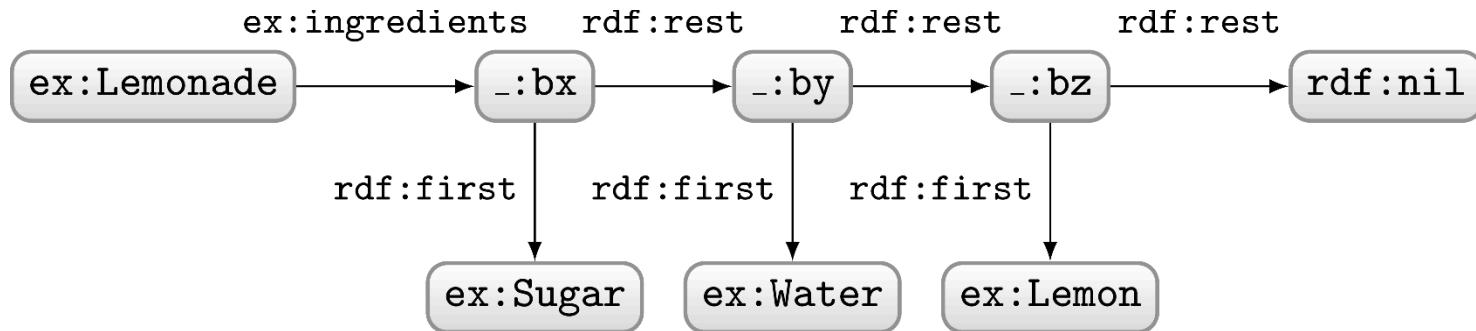 ex:ingredients rdf:rest rdf:rest rdf:rest
ex:Lemonade _:bx _:by _:bz rdf:nil
rdf:first rdf:first rdf:first
ex:Sugar ex:Water ex:Lemon